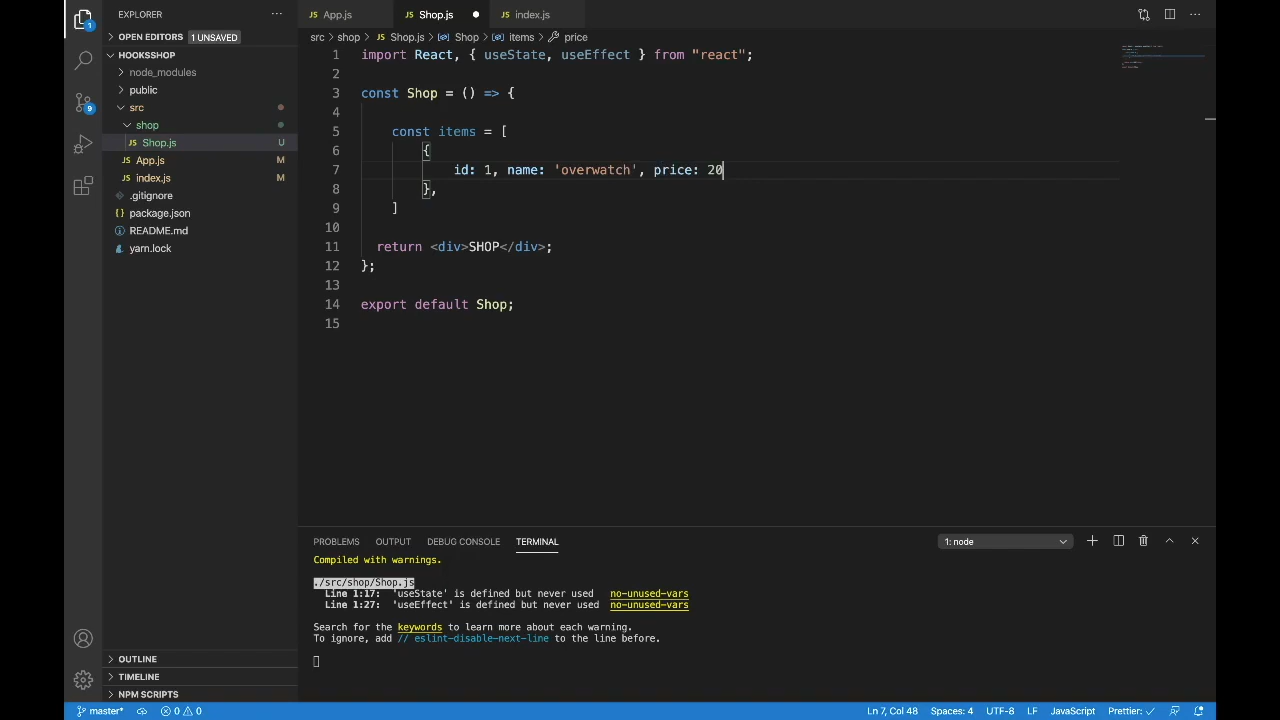 EXPLORER
OPEN EDITORS 1 UNSAVED
HOOKSSHOP
node_modules
public
src
shop
Shop.js U
App.js M
index.js M
.gitignore
package.json
README.md
yarn.lock
OUTLINE
TIMELINE
NPM SCRIPTS
1
9
App.js Shop.js index.js
src > shop > Shop.js > Shop > items > price
1 import React, { useState, useEffect } from "react";
2
3 const Shop = () => {
4
5 const items = [
6 {
7 id: 1, name: 'overwatch', price: 20
8 },
9 ]
10
11 return <div>SHOP</div>;
12 };
13
14 export default Shop;
15
PROBLEMS OUTPUT DEBUG CONSOLE TERMINAL 1: node
Compiled with warnings.
./src/shop/Shop.js
Line 1:17: 'useState' is defined but never used no-unused-vars
Line 1:27: 'useEffect' is defined but never used no-unused-vars
Search for the keywords to learn more about each warning.
To ignore, add // eslint-disable-next-line to the line before.
master* 0 0 Ln 7, Col 48 Spaces: 4 UTF-8 LF JavaScript Prettier: ✓